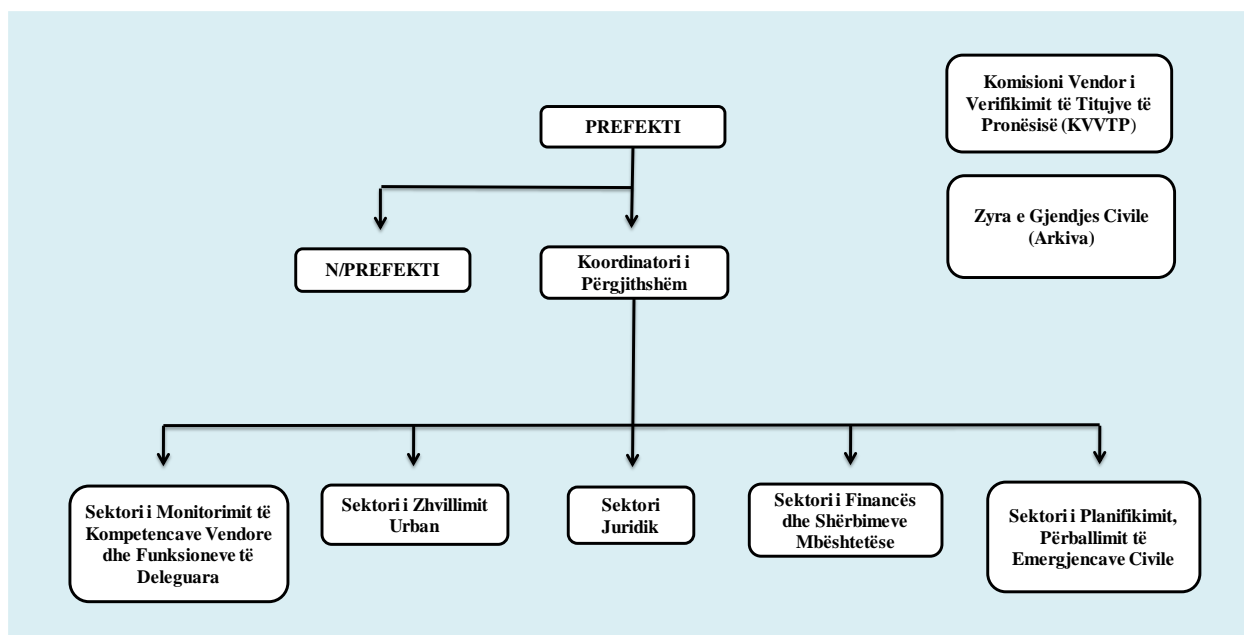 Komisioni Vendor i
Verifikimit të Titujve të
Pronësisë (KVVTP)
PREFEKTI
Zyra e Gjendjes Civile
(Arkiva)
N/PREFEKTI
Koordinatori i
Përgjithshëm
Sektori i Monitorimit të
Kompetencave Vendore
dhe Funksioneve të
Deleguara
Sektori i Zhvillimit
Urban
Sektori
Juridik
Sektori i Financës
dhe Shërbimeve
Mbështetëse
Sektori i Planifikimit,
Përballimit të
Emergjencave Civile